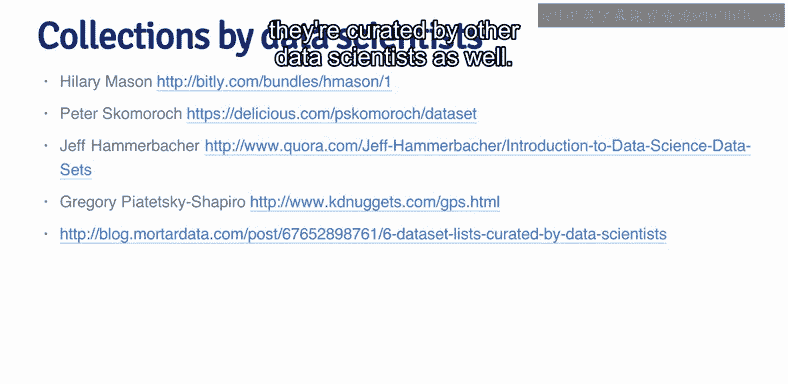 Collections by data scientists
they're curated by other
data scientists as well.
Hilary Mason http://bitly.com/bundles/hmason/1
Peter Skomoroch https://delicious.com/pskomoroch/dataset
Jeff Hammerbacher http://www.quora.com/Jeff-Hammerbacher/Introduction-to-Data-Science-Data-
Sets
Gregory Piatetsky-Shapiro http://www.kdnuggets.com/gps.html
http://blog.mortardata.com/post/67652898761/6-dataset-lists-curated-by-data-scientists